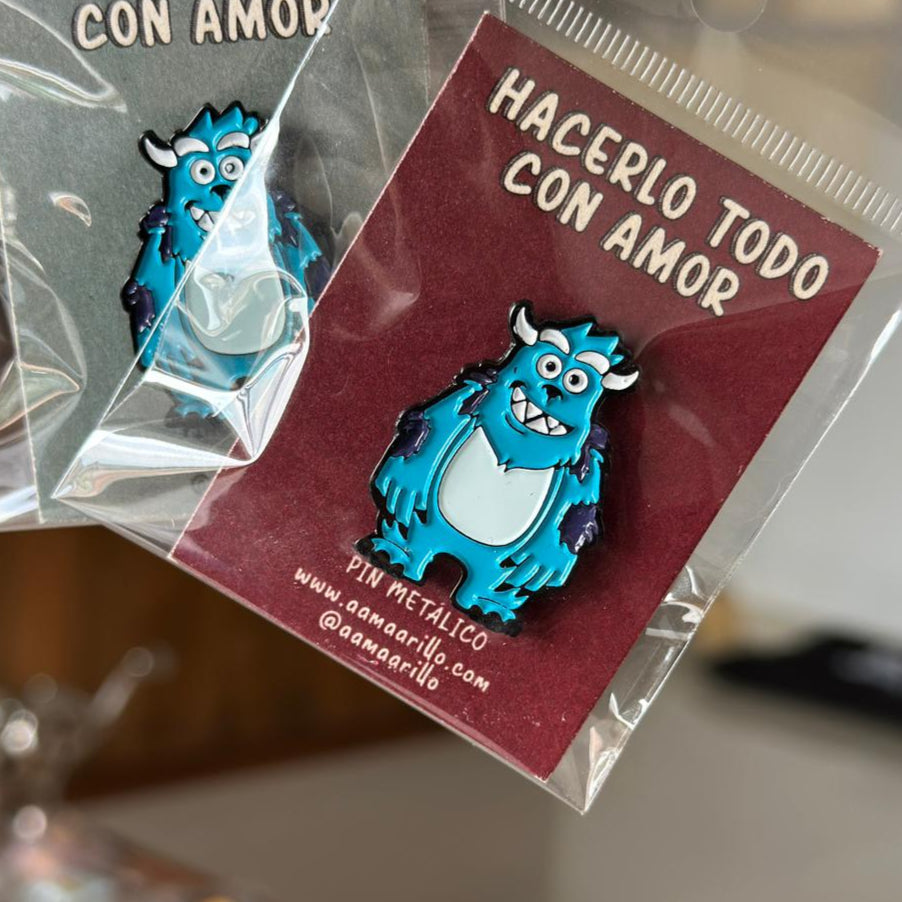 CON AMOR
HACERLO TODO
CON AMOR
PIN METÁLICO
www.aamaarillo.com
@aamaarillo